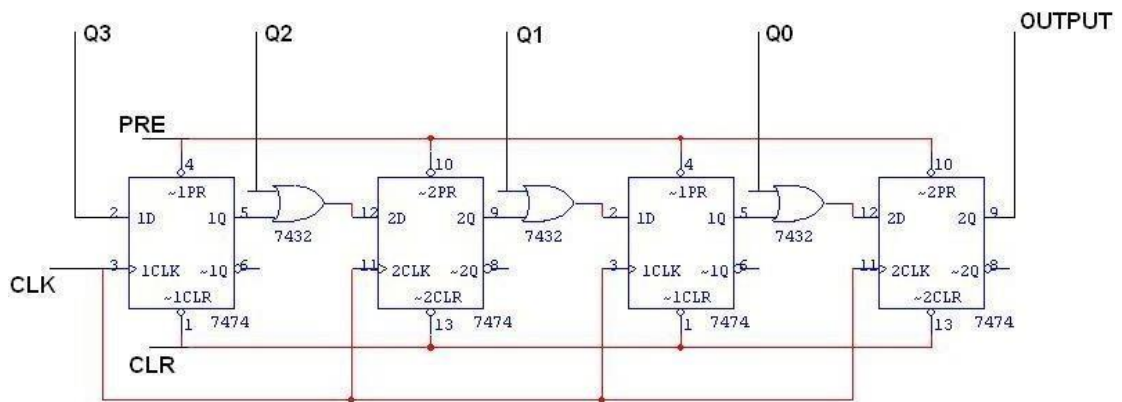 Q3 Q2 Q1 Q0 OUTPUT
PRE
4 10 4 10
~1PR ~2PR ~1PR ~2PR
2 1D 1Q 5 12 2D 2Q 9 2 1D 1Q 5 12 2D 2Q 9
7432 7432 7432
CLK 3 1CLK ~1Q 6 11 2CLK ~2Q 8 3 1CLK ~1Q 6 11 2CLK ~2Q 8
~1CLR ~2CLR ~1CLR ~2CLR
1 7474 13 7474 1 7474 13 7474
CLR